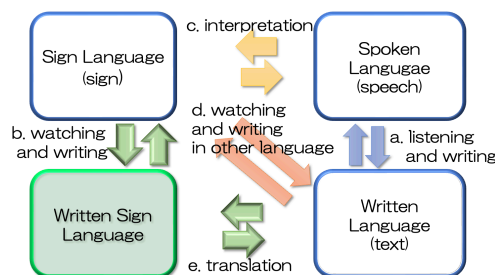 c. interpretation
Sign Language
(sign)
Spoken
Langugae
(speech)
b. watching
and writing
d. watching
and writing
in other language
a. listening
and writing
Written Sign
Language
Written
Language
(text)
e. translation